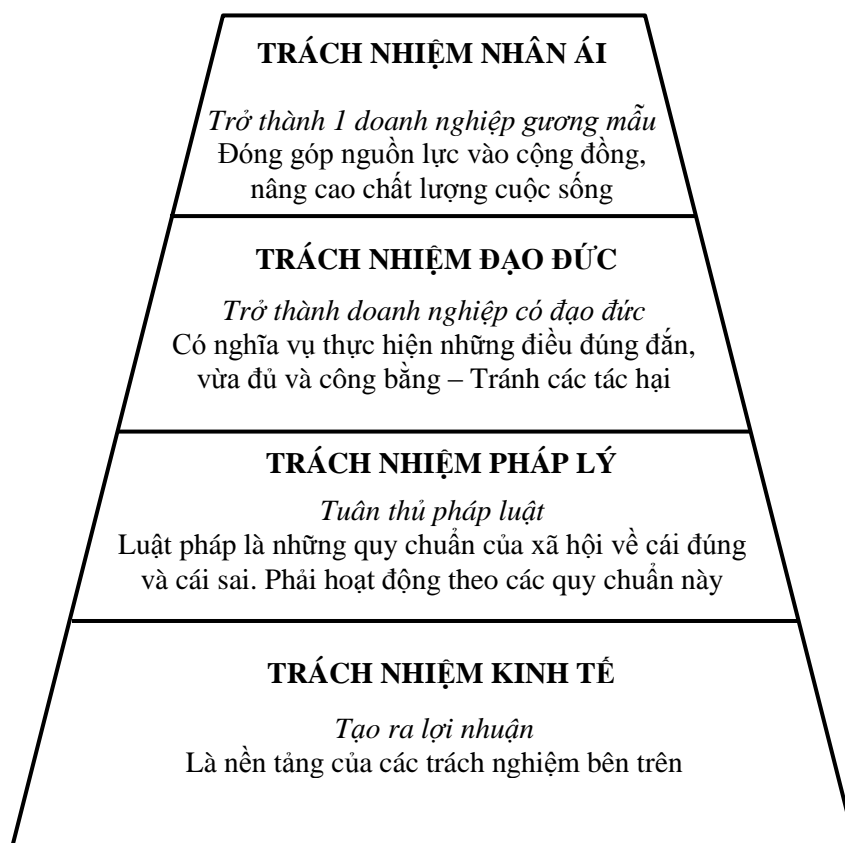 TRÁCH NHIỆM NHÂN ÁI
Trở thành 1 doanh nghiệp gương mẫu
Đóng góp nguồn lực vào cộng đồng,
nâng cao chất lượng cuộc sống
TRÁCH NHIỆM ĐẠO ĐỨC
Trở thành doanh nghiệp có đạo đức
Có nghĩa vụ thực hiện những điều đúng đắn,
vừa đủ và công bằng – Tránh các tác hại
TRÁCH NHIỆM PHÁP LÝ
Tuân thủ pháp luật
Luật pháp là những quy chuẩn của xã hội về cái đúng
và cái sai. Phải hoạt động theo các quy chuẩn này
TRÁCH NHIỆM KINH TẾ
Tạo ra lợi nhuận
Là nền tảng của các trách nghiệm bên trên